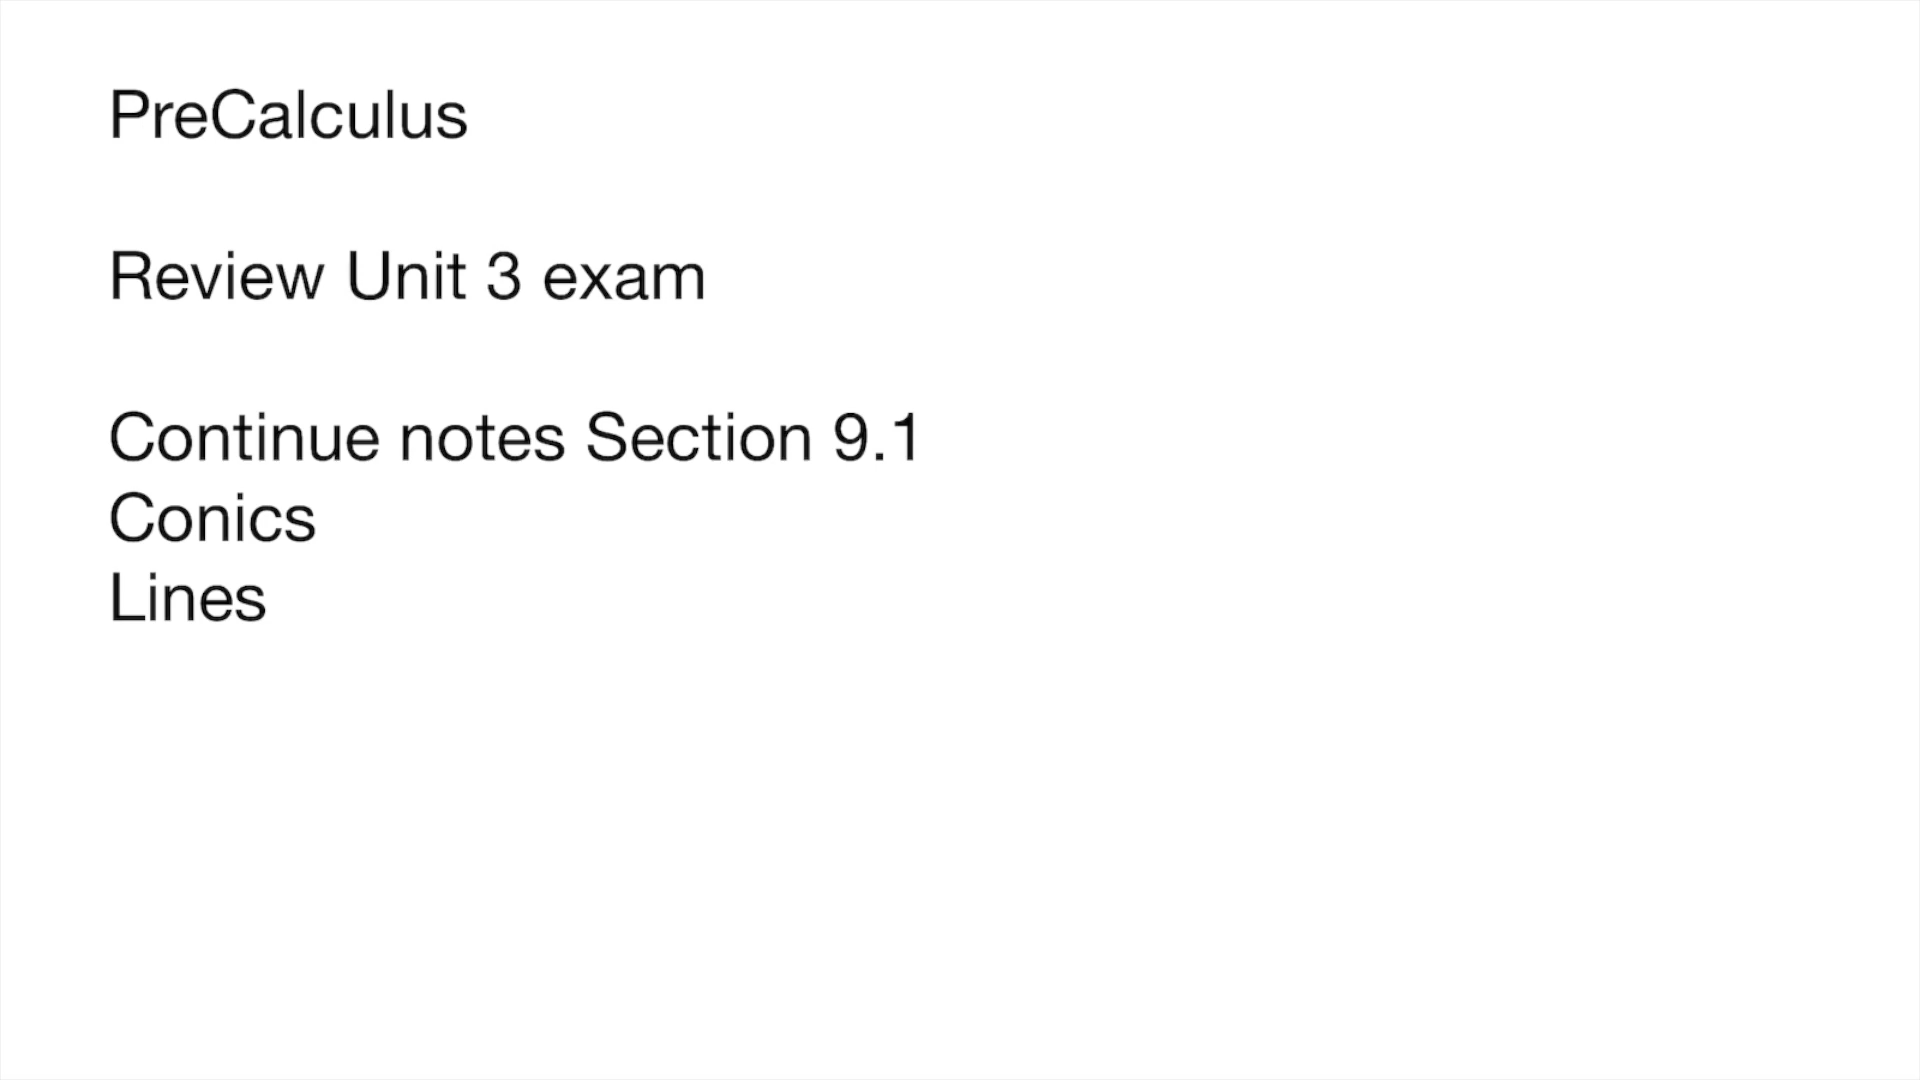 PreCalculus
Review Unit 3 exam
Continue notes Section 9.1
Conics
Lines